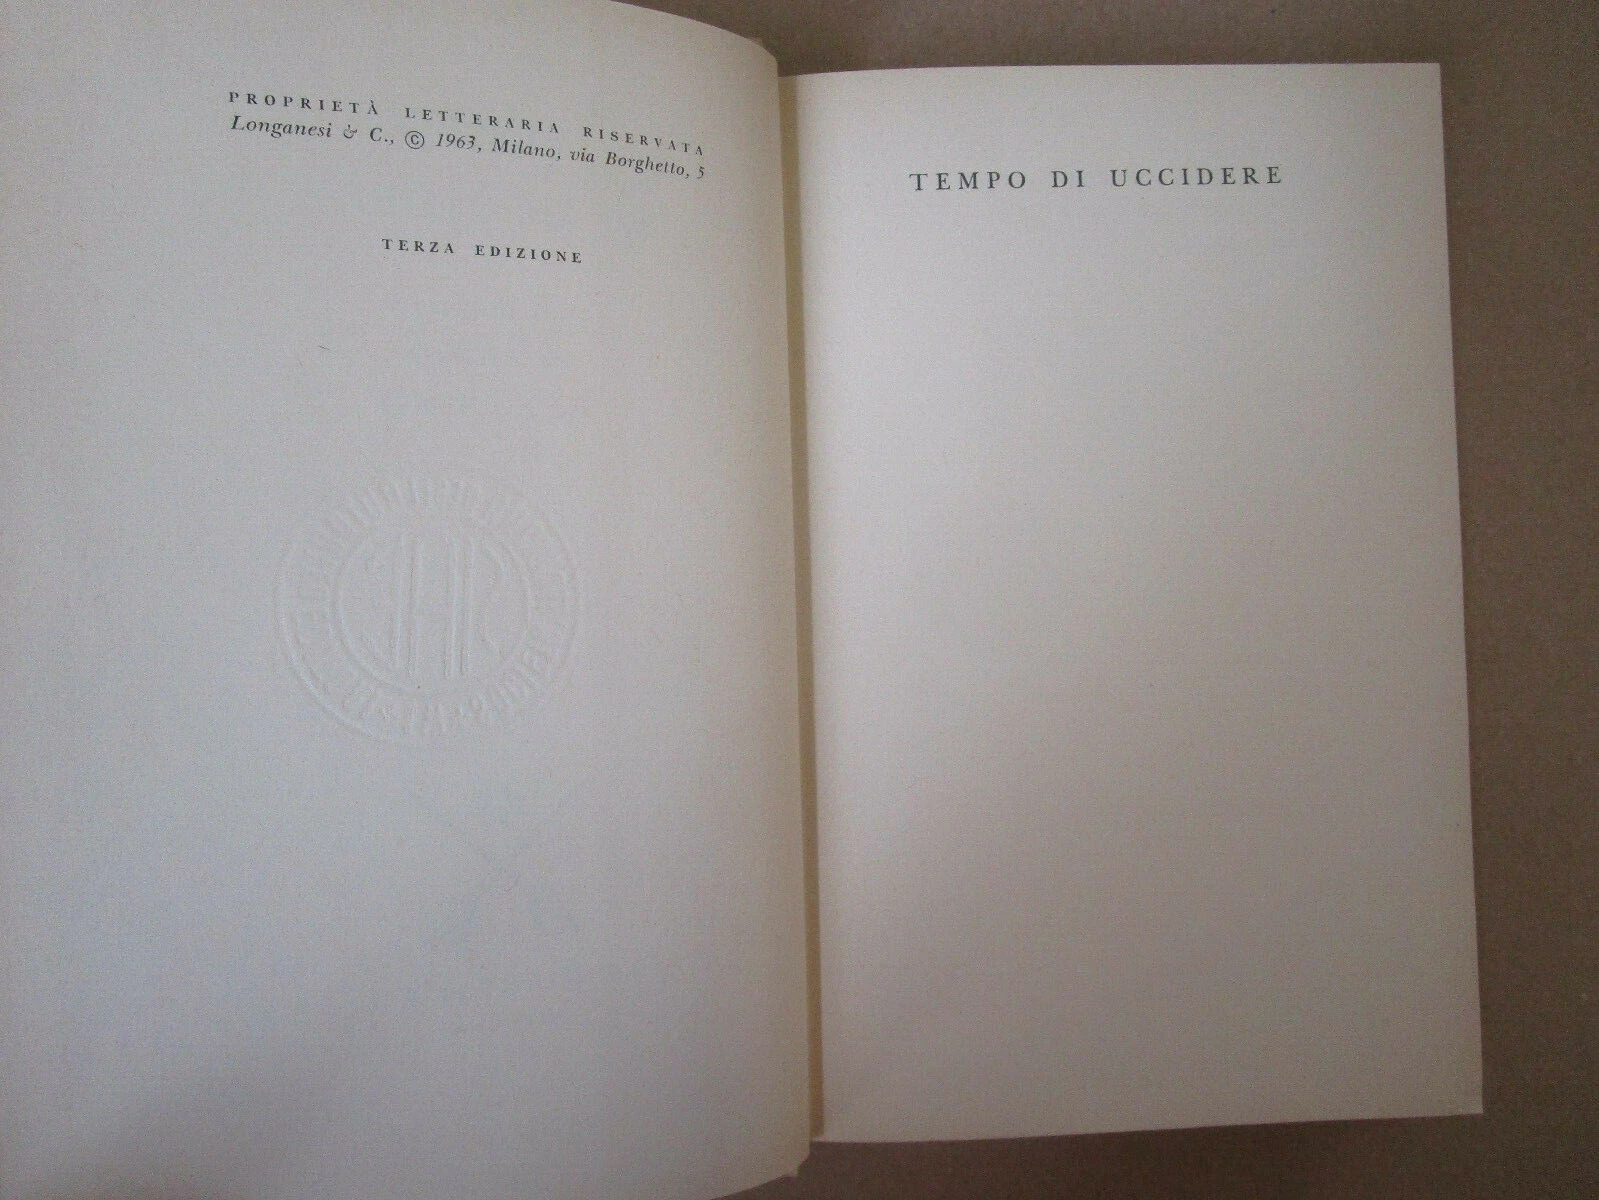 PROPRIETÀ LETTERARIA RISERVATA
Longanesi & C., © 1963, Milano, via Borghetto, 5
TERZA EDIZIONE
TEMPO DI UCCIDERE